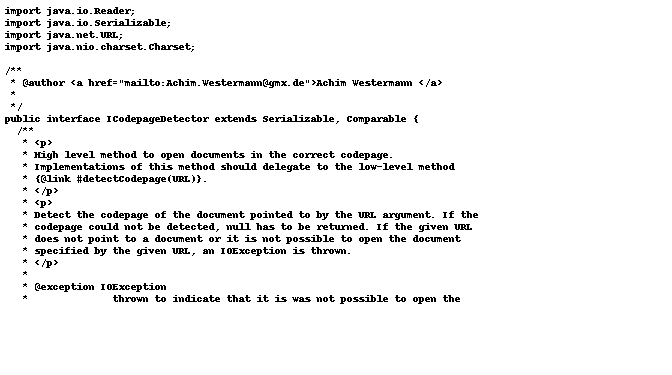 import java.io.Reader;
import java.io.Serializable;
import java.net.URL;
import java.nio.charset.Charset;
/**
* @author <a href="mailto:Achim.Westermann@gmx.de">Achim Westermann </a>
*
*/
public interface ICodepageDetector extends Serializable, Comparable {
/**
* <p>
* High level method to open documents in the correct codepage.
* Implementations of this method should delegate to the low-level method
* {@link #detectCodepage(URL)}.
* </p>
* <p>
* Detect the codepage of the document pointed to by the URL argument. If the
* codepage could not be detected, null has to be returned. If the given URL
* does not point to a document or it is not possible to open the document
* specified by the given URL, an IOException is thrown.
* </p>
*
* @exception IOException
* thrown to indicate that it is was not possible to open the